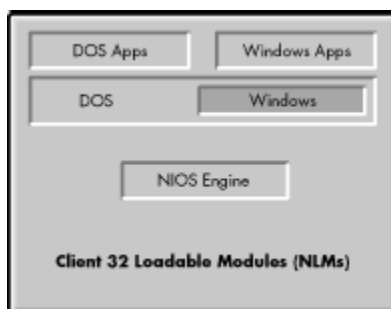 DOS Apps Windows Apps
DOS Windows
NIOS Engine
Client 32 Loadable Modules (NLMs)